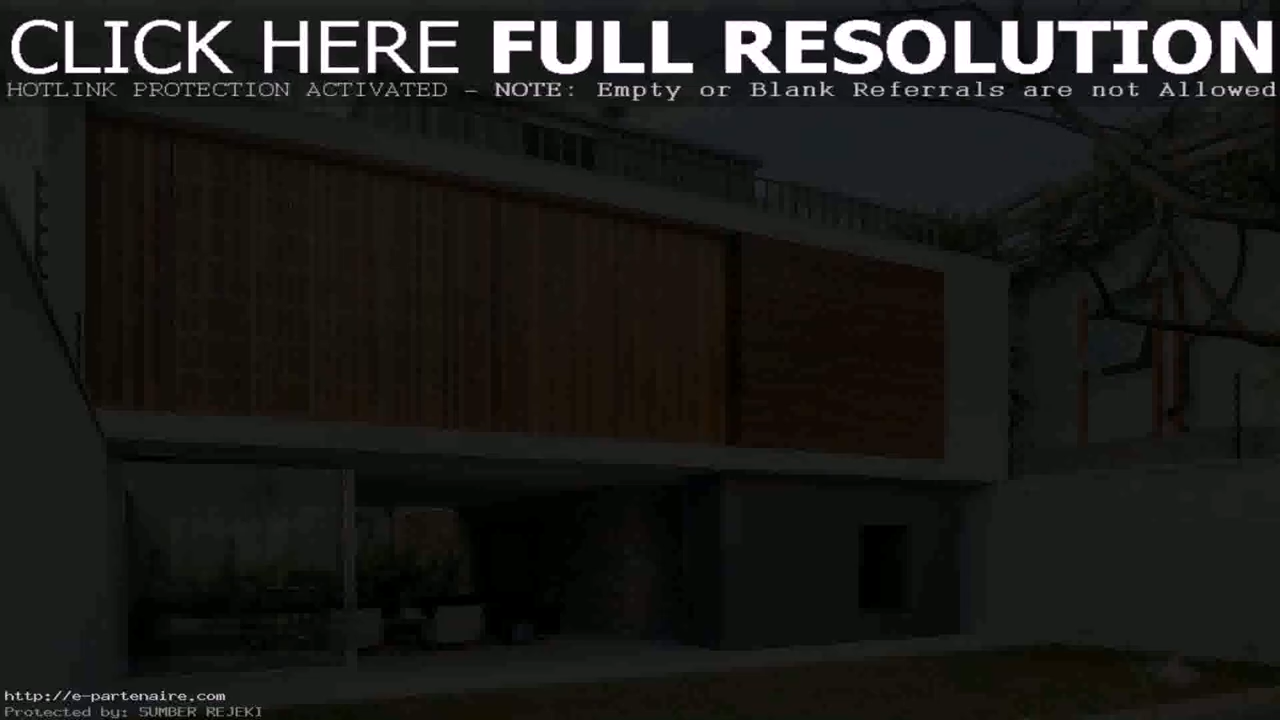 CLICK HERE FULL RESOLUTION
HOTLINK PROTECTION ACTIVATED - NOTE: Empty or Blank Referrals are not Allowed
http://e-partenaire.com
Protected by: SUMBER REJEKI